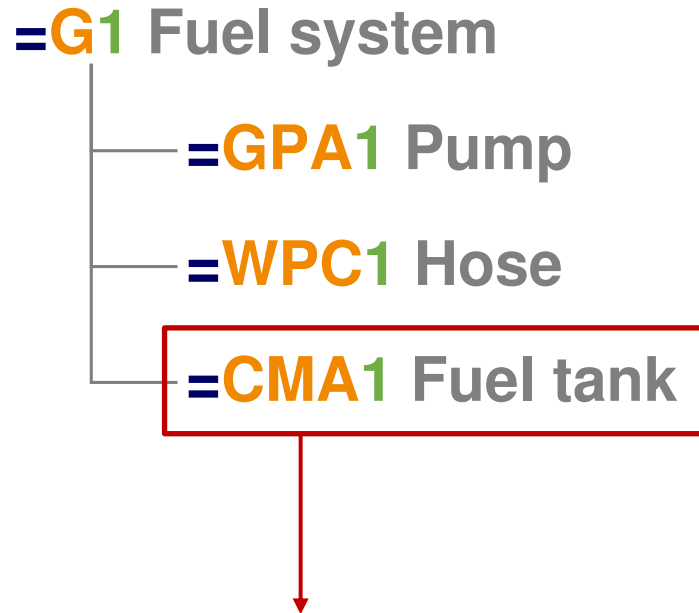 =G1 Fuel system
=GPA1 Pump
=WPC1 Hose
=CMA1 Fuel tank